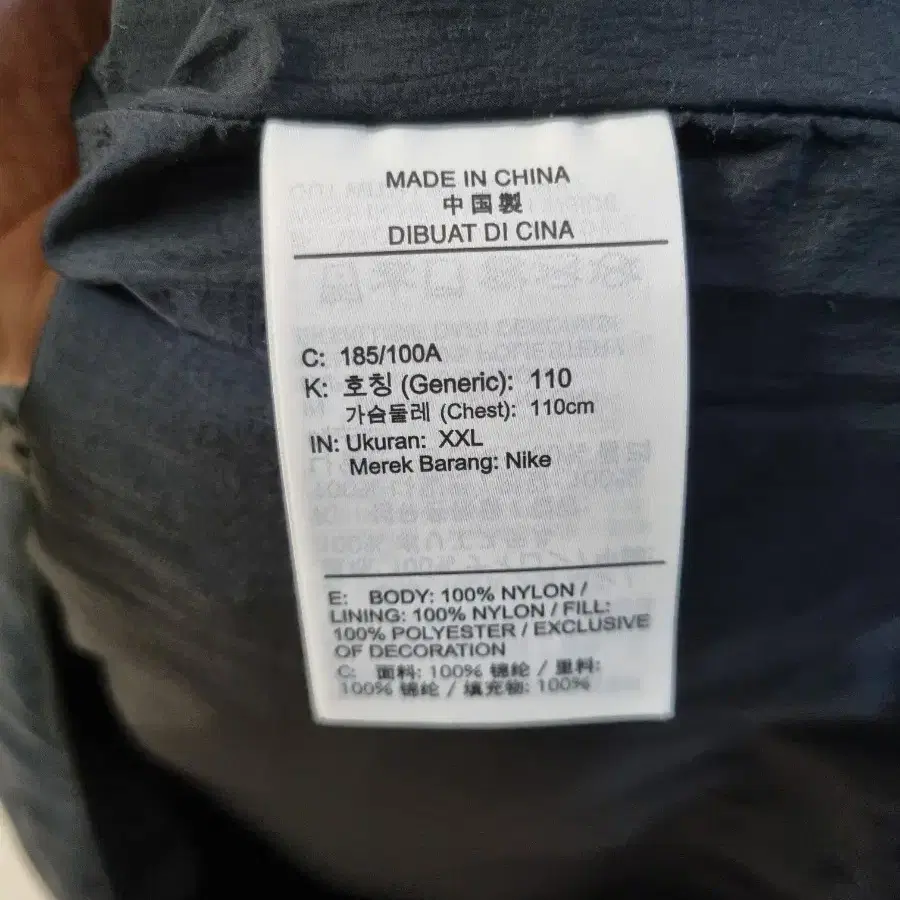 MADE IN CHINA
中国製
DIBUAT DI CINA
C: 185/100A
K: 호칭 (Generic): 110
가슴둘레 (Chest): 110cm
IN: Ukuran: XXL
Merek Barang: Nike
E: BODY: 100% NYLON /
LINING: 100% NYLON / FILL:
100% POLYESTER / EXCLUSIVE
OF DECORATION
C: 面料: 100% 锦纶 / 里料:
100% 锦纶 / 填充物: 100%